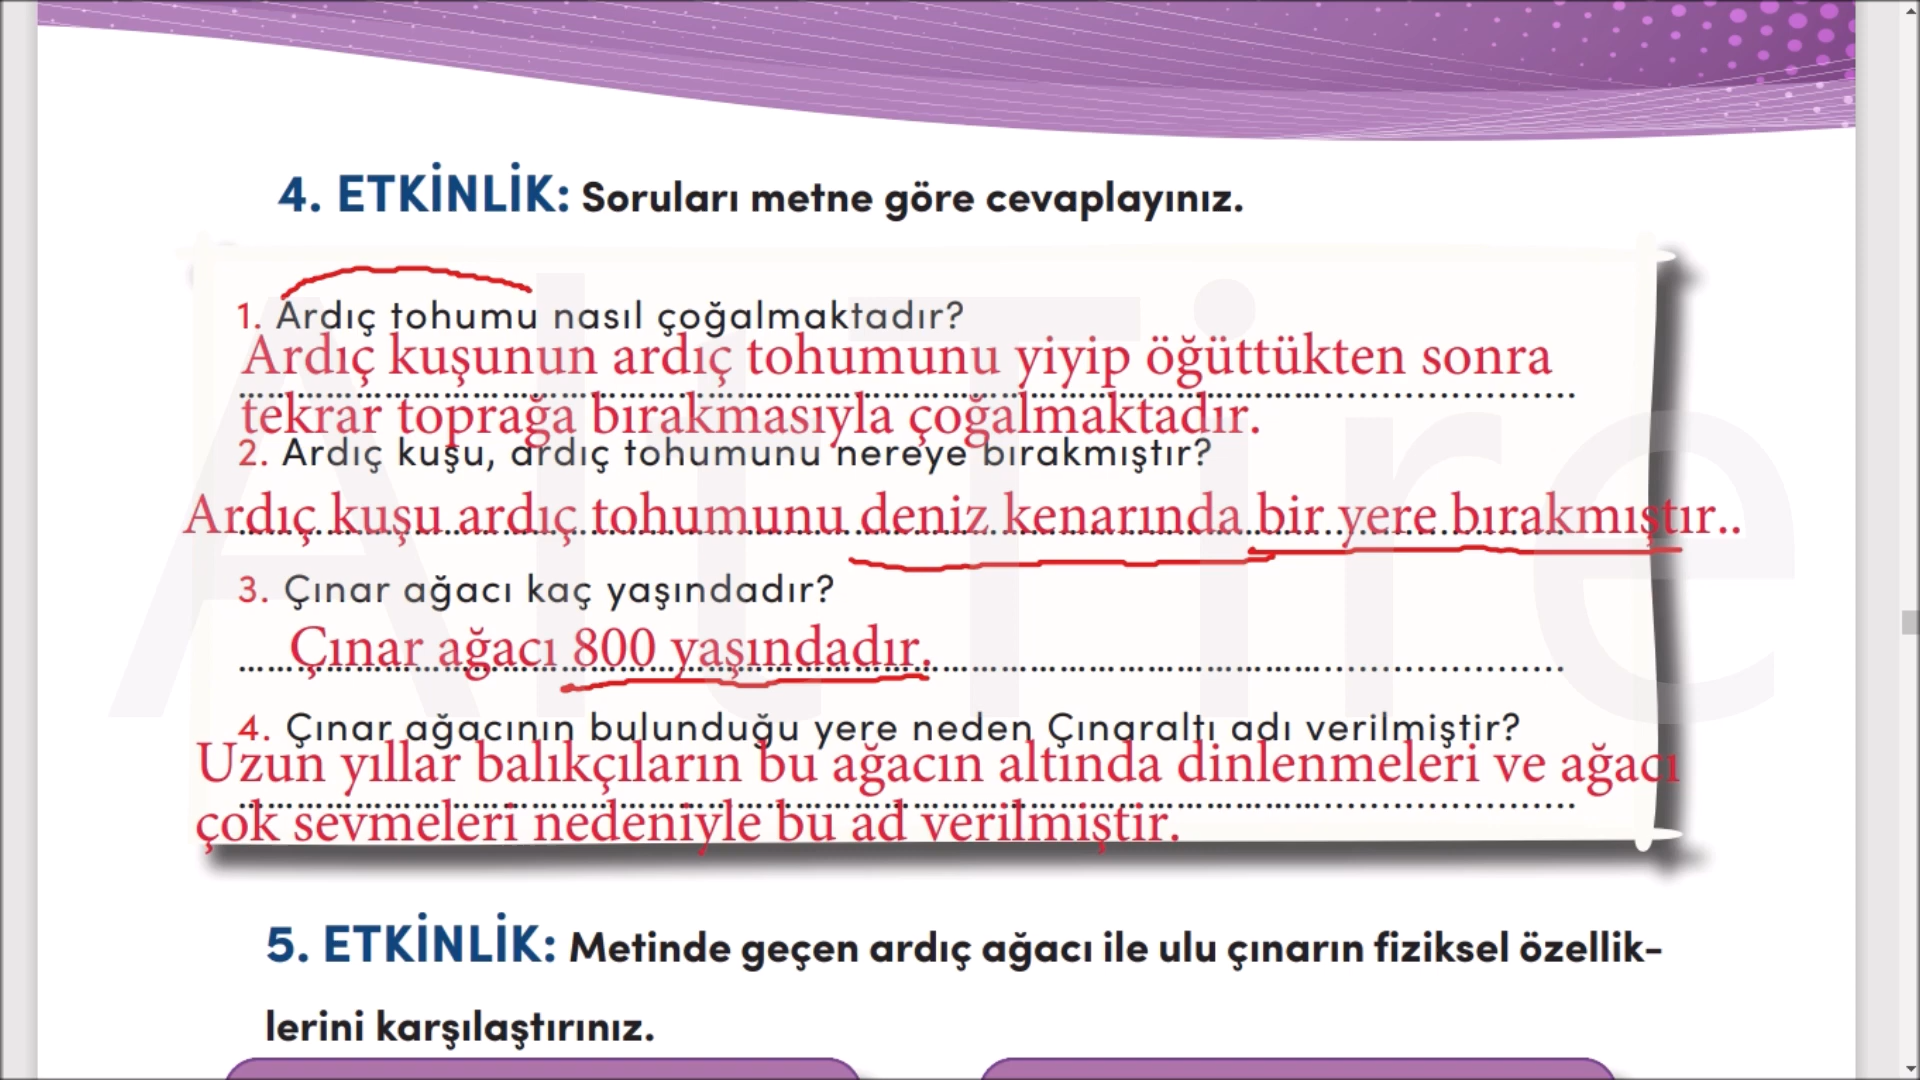 4. ETKİNLİK: Soruları metne göre cevaplayınız.
1. Ardıç tohumu nasıl çoğalmaktadır?
Ardıç kuşunun ardıç tohumunu yiyip öğüttükten sonra
tekrar toprağa bırakmasıyla çoğalmaktadır.
2. Ardıç kuşu, ardıç tohumunu nereye bırakmıştır?
Ardıç kuşu ardıç tohumunu deniz kenarında bir yere bırakmıştır..
3. Çınar ağacı kaç yaşındadır?
Çınar ağacı 800 yaşındadır.
4. Çınar ağacının bulunduğu yere neden Çınaraltı adı verilmiştir?
Uzun yıllar balıkçıların bu ağacın altında dinlenmeleri ve ağacı
çok sevmeleri nedeniyle bu ad verilmiştir.
5. ETKİNLİK: Metinde geçen ardıç ağacı ile ulu çınarın fiziksel özellik-
lerini karşılaştırınız.
AltTire